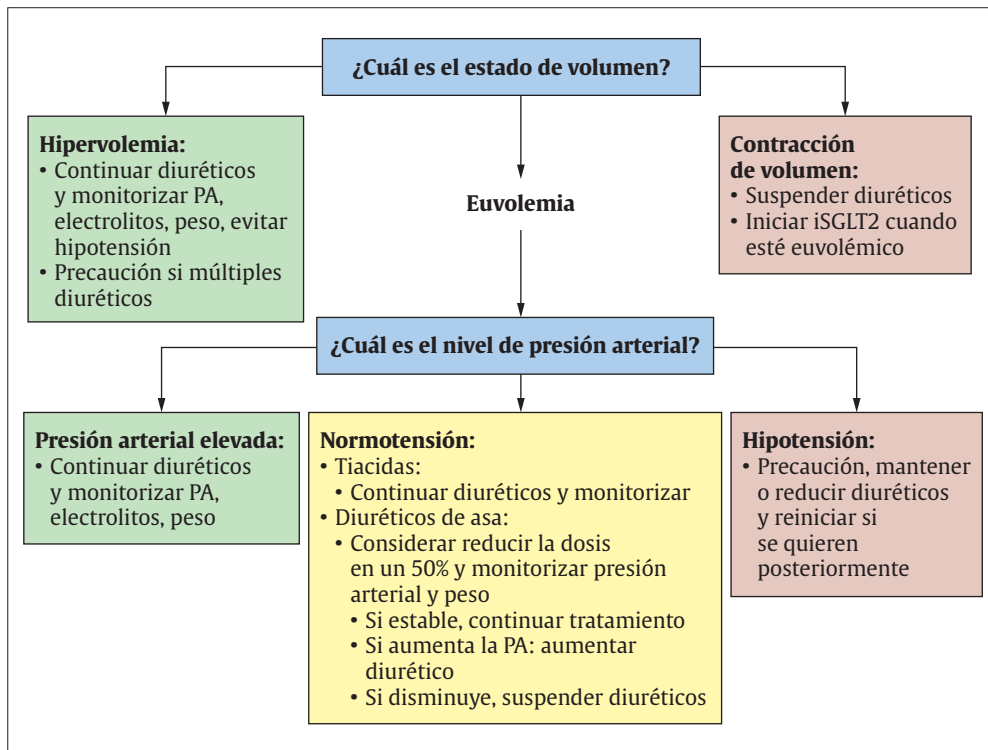 ¿Cuál es el estado de volumen?
Hipervolemia:
• Continuar diuréticos
y monitorizar PA,
electrolitos, peso, evitar
hipotensión
• Precaución si múltiples
diuréticos
Euvolemia
Contracción
de volumen:
• Suspender diuréticos
• Iniciar iSGLT2 cuando
esté euvolémico
¿Cuál es el nivel de presión arterial?
Presión arterial elevada:
• Continuar diuréticos
y monitorizar PA,
electrolitos, peso
Normotensión:
• Tiacidas:
• Continuar diuréticos y monitorizar
• Diuréticos de asa:
• Considerar reducir la dosis
en un 50% y monitorizar presión
arterial y peso
• Si estable, continuar tratamiento
• Si aumenta la PA: aumentar
diurético
• Si disminuye, suspender diuréticos
Hipotensión:
• Precaución, mantener
o reducir diuréticos
y reiniciar si
se quieren
posteriormente